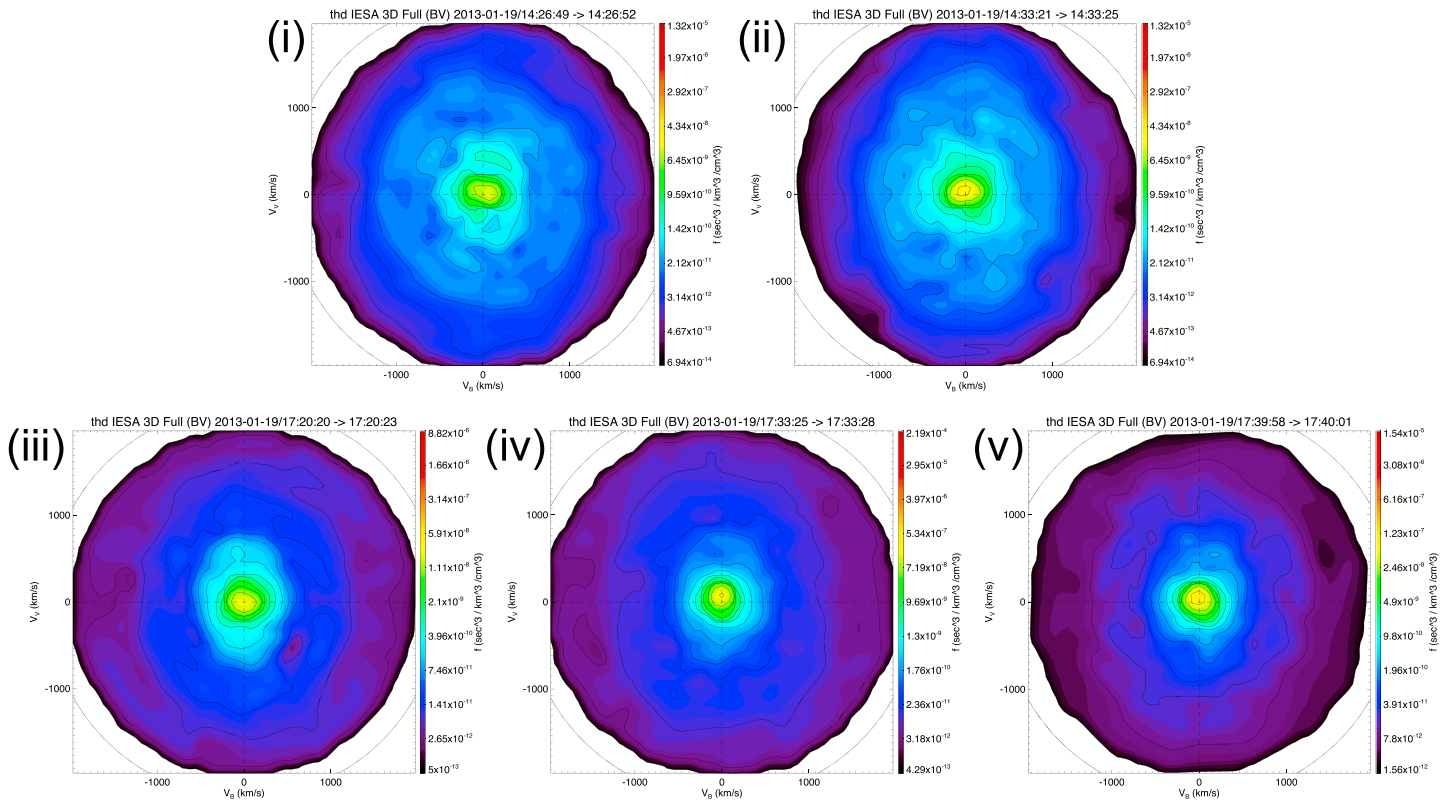 (i)
thd IESA 3D Full (BV) 2013-01-19/14:26:49 -> 14:26:52
1000
0
-1000
V_V (km/s)
-1000 0 1000
V_B (km/s)
1.32x10^-5
1.97x10^-6
2.92x10^-7
4.34x10^-8
6.45x10^-9
9.59x10^-10
1.42x10^-10
2.12x10^-11
3.14x10^-12
4.67x10^-13
6.94x10^-14
f (sec^3 / km^3 /cm^3)
(ii)
thd IESA 3D Full (BV) 2013-01-19/14:33:21 -> 14:33:25
1000
0
-1000
V_V (km/s)
-1000 0 1000
V_B (km/s)
1.32x10^-5
1.97x10^-6
2.92x10^-7
4.34x10^-8
6.45x10^-9
9.59x10^-10
1.42x10^-10
2.12x10^-11
3.14x10^-12
4.67x10^-13
6.94x10^-14
f (sec^3 / km^3 /cm^3)
(iii)
thd IESA 3D Full (BV) 2013-01-19/17:20:20 -> 17:20:23
1000
0
-1000
V_V (km/s)
-1000 0 1000
V_B (km/s)
8.82x10^-6
1.66x10^-6
3.14x10^-7
5.91x10^-8
1.11x10^-8
2.1x10^-9
3.96x10^-10
7.46x10^-11
1.41x10^-11
2.65x10^-12
5x10^-13
f (sec^3 / km^3 /cm^3)
(iv)
thd IESA 3D Full (BV) 2013-01-19/17:33:25 -> 17:33:28
1000
0
-1000
V_V (km/s)
-1000 0 1000
V_B (km/s)
2.19x10^-4
2.95x10^-5
3.97x10^-6
5.34x10^-7
7.19x10^-8
9.69x10^-9
1.3x10^-9
1.76x10^-10
2.36x10^-11
3.18x10^-12
4.29x10^-13
f (sec^3 / km^3 /cm^3)
(v)
thd IESA 3D Full (BV) 2013-01-19/17:39:58 -> 17:40:01
1000
0
-1000
V_V (km/s)
-1000 0 1000
V_B (km/s)
1.54x10^-5
3.08x10^-6
6.16x10^-7
1.23x10^-7
2.46x10^-8
4.9x10^-9
9.8x10^-10
1.96x10^-10
3.91x10^-11
7.8x10^-12
1.56x10^-12
f (sec^3 / km^3 /cm^3)